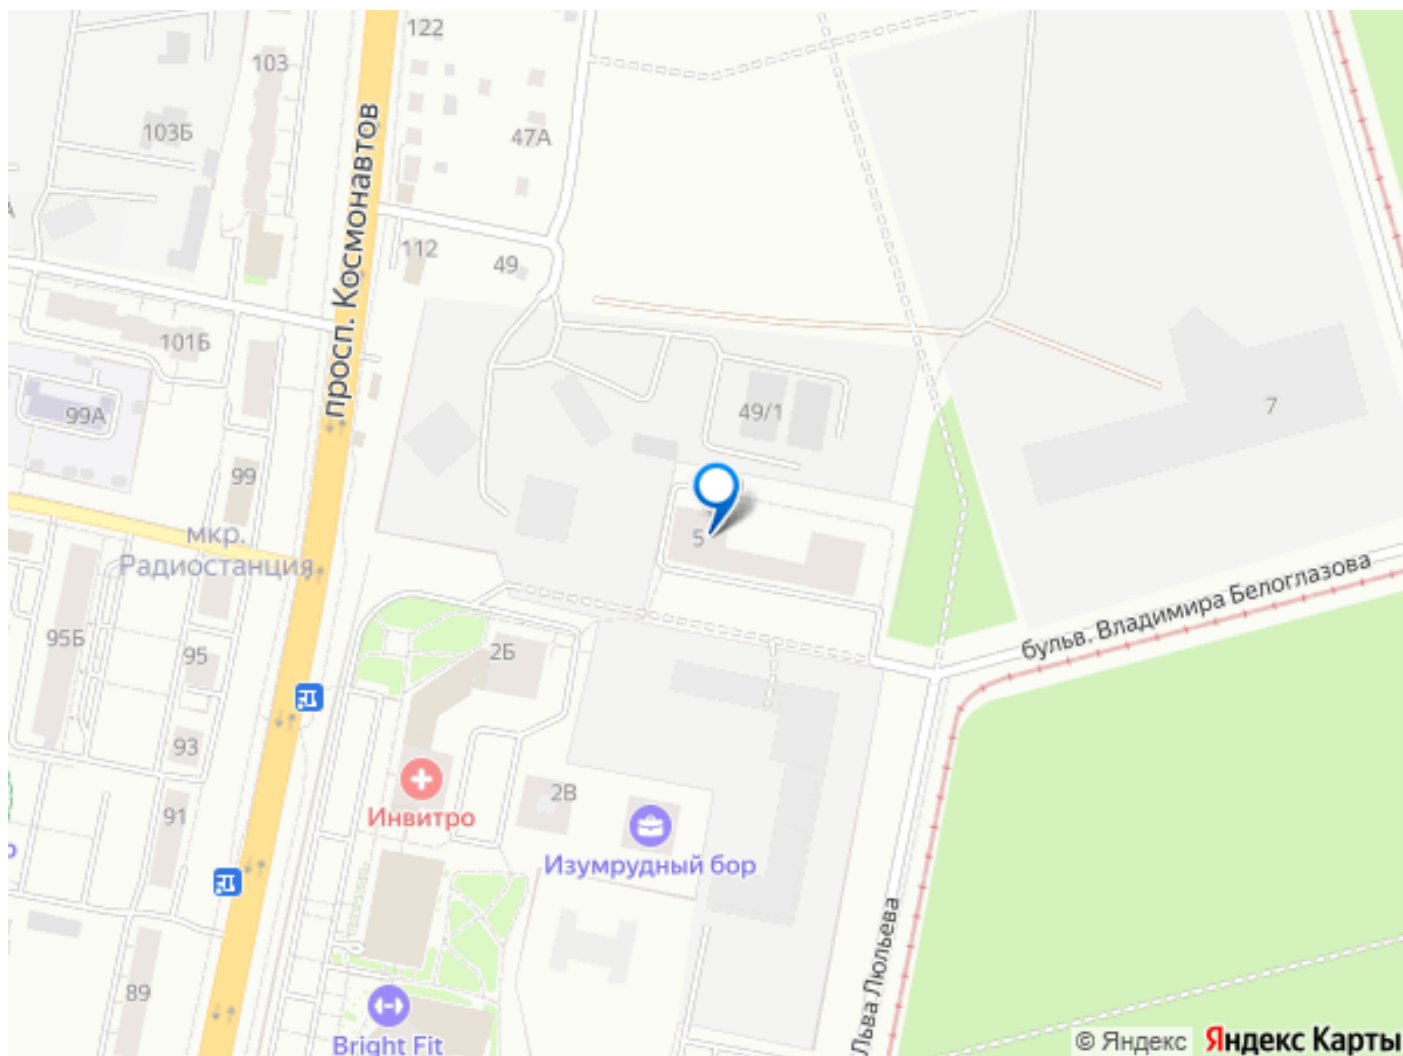 122
103
103Б
47А
просп. Космонавтов
112
49
101Б
99А
49/1
7
99
5
мкр.
Радиостанция
бульв. Владимира Белоглазова
95Б
95
2Б
93
2В
91
Инвитро
Изумрудный бор
Льва Люльева
89
Bright Fit
© Яндекс Яндекс Карты